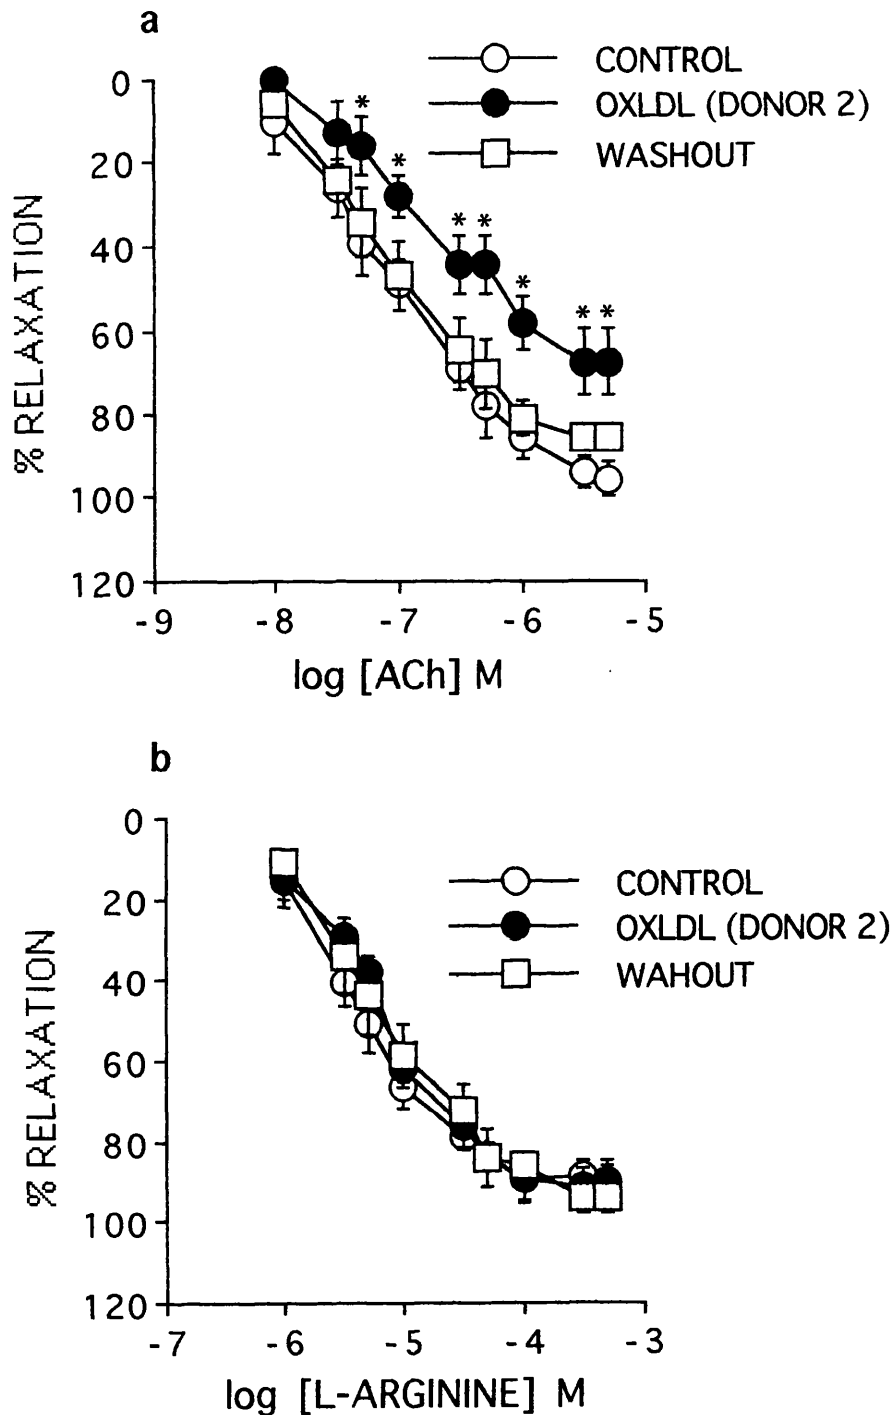 a
CONTROL
OXLDL (DONOR 2)
WASHOUT
* * * * * * *
0
20
40
60
80
100
120
% RELAXATION
-9 -8 -7 -6 -5
log [ACh] M
b
CONTROL
OXLDL (DONOR 2)
WAHOUT
0
20
40
60
80
100
120
% RELAXATION
-7 -6 -5 -4 -3
log [L-ARGININE] M